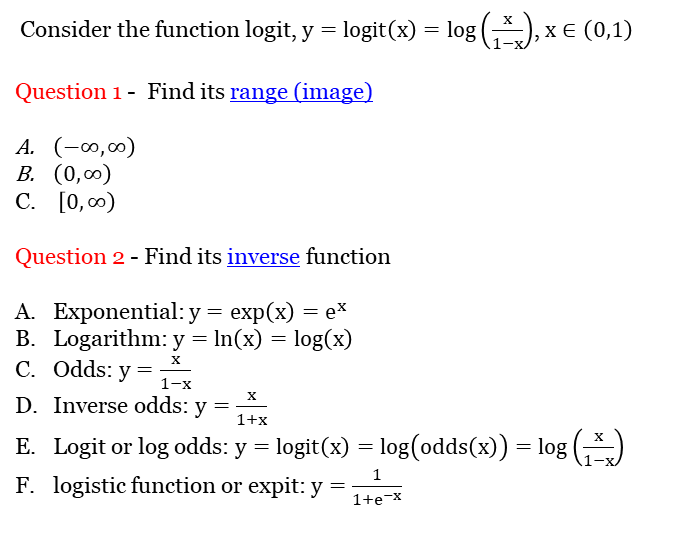 Consider the function logit, y = logit(x) = log(x/(1−x)), x ∈ (0,1)
Question 1 - Find its range (image)
A. (−∞,∞)
B. (0,∞)
C. [0,∞)
Question 2 - Find its inverse function
A. Exponential: y = exp(x) = eˣ
B. Logarithm: y = ln(x) = log(x)
C. Odds: y = x/(1−x)
D. Inverse odds: y = x/(1+x)
E. Logit or log odds: y = logit(x) = log(odds(x)) = log(x/(1−x))
F. logistic function or expit: y = 1/(1+e⁻ˣ)